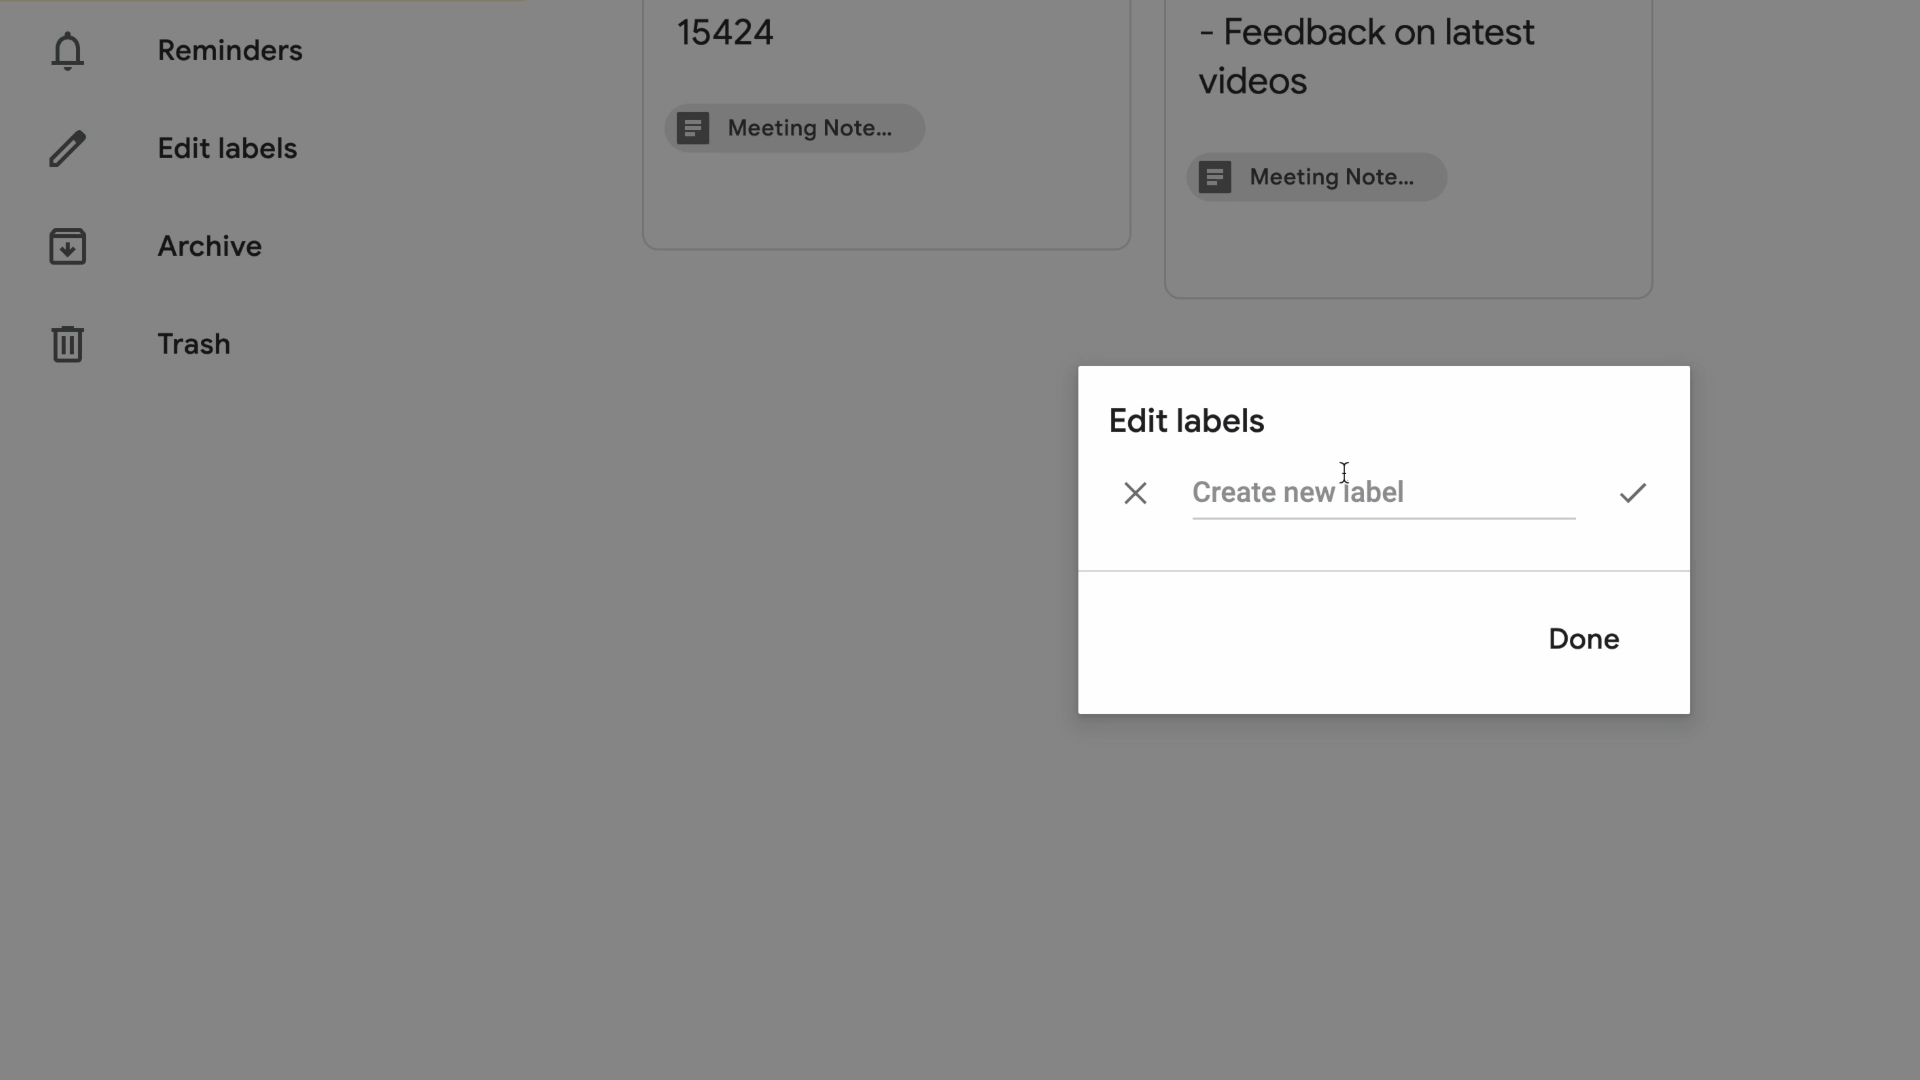 Reminders
Edit labels
Archive
Trash
15424
Meeting Note...
- Feedback on latest
videos
Meeting Note...
Edit labels
Create new label
Done